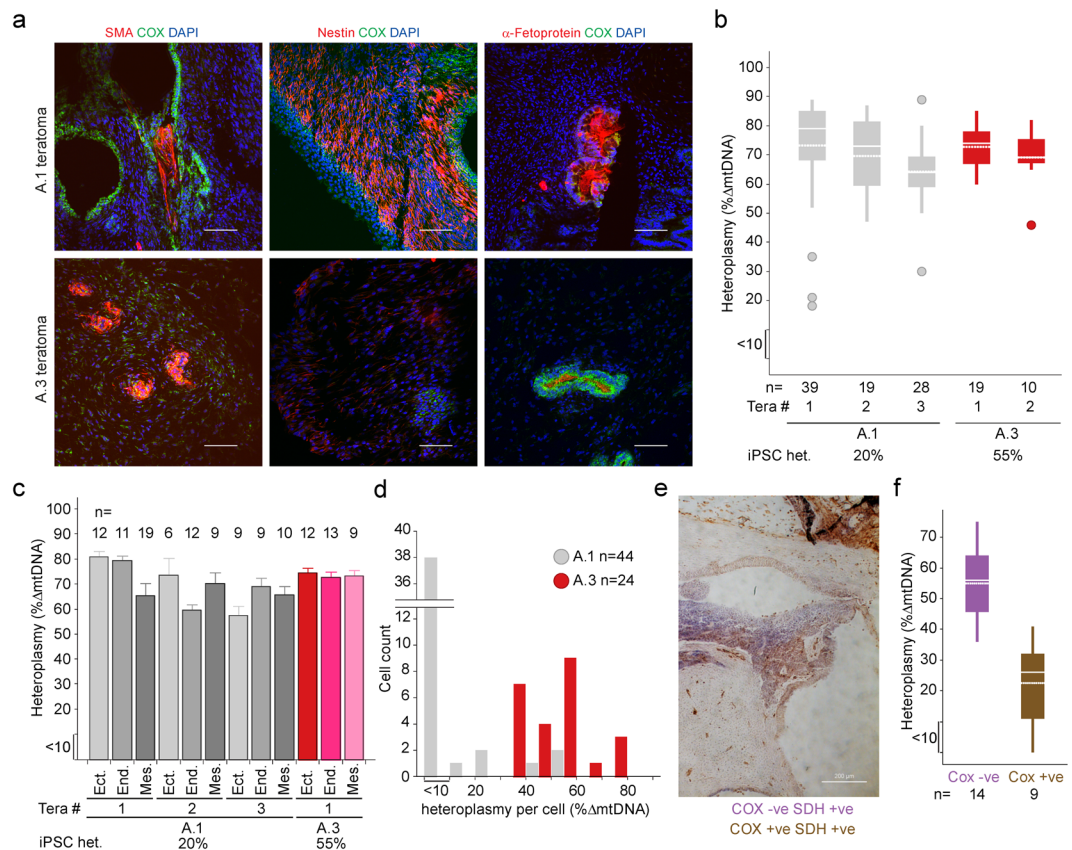 a
SMA COX DAPI
Nestin COX DAPI
α-Fetoprotein COX DAPI
A.1 teratoma
A.3 teratoma
b
Heteroplasmy (%ΔmtDNA)
100
90
80
70
60
50
40
30
20
<10
n= 39 19 28 19 10
Tera # 1 2 3 1 2
A.1 A.3
iPSC het. 20% 55%
c
n=
12 11 19 6 12 9 9 9 10 12 13 9
Heteroplasmy (%ΔmtDNA)
100
90
80
70
60
50
40
30
20
<10
Ect. End. Mes. Ect. End. Mes. Ect. End. Mes. Ect. End. Mes.
Tera # 1 2 3 1
A.1 A.3
iPSC het. 20% 55%
d
Cell count
40
38
36
12
10
8
6
4
2
0
A.1 n=44
A.3 n=24
<10 20 40 60 80
heteroplasmy per cell (%ΔmtDNA)
e
200 μm
COX -ve SDH +ve
COX +ve SDH +ve
f
Heteroplasmy (%ΔmtDNA)
70
60
50
40
30
20
<10
Cox -ve Cox +ve
n= 14 9